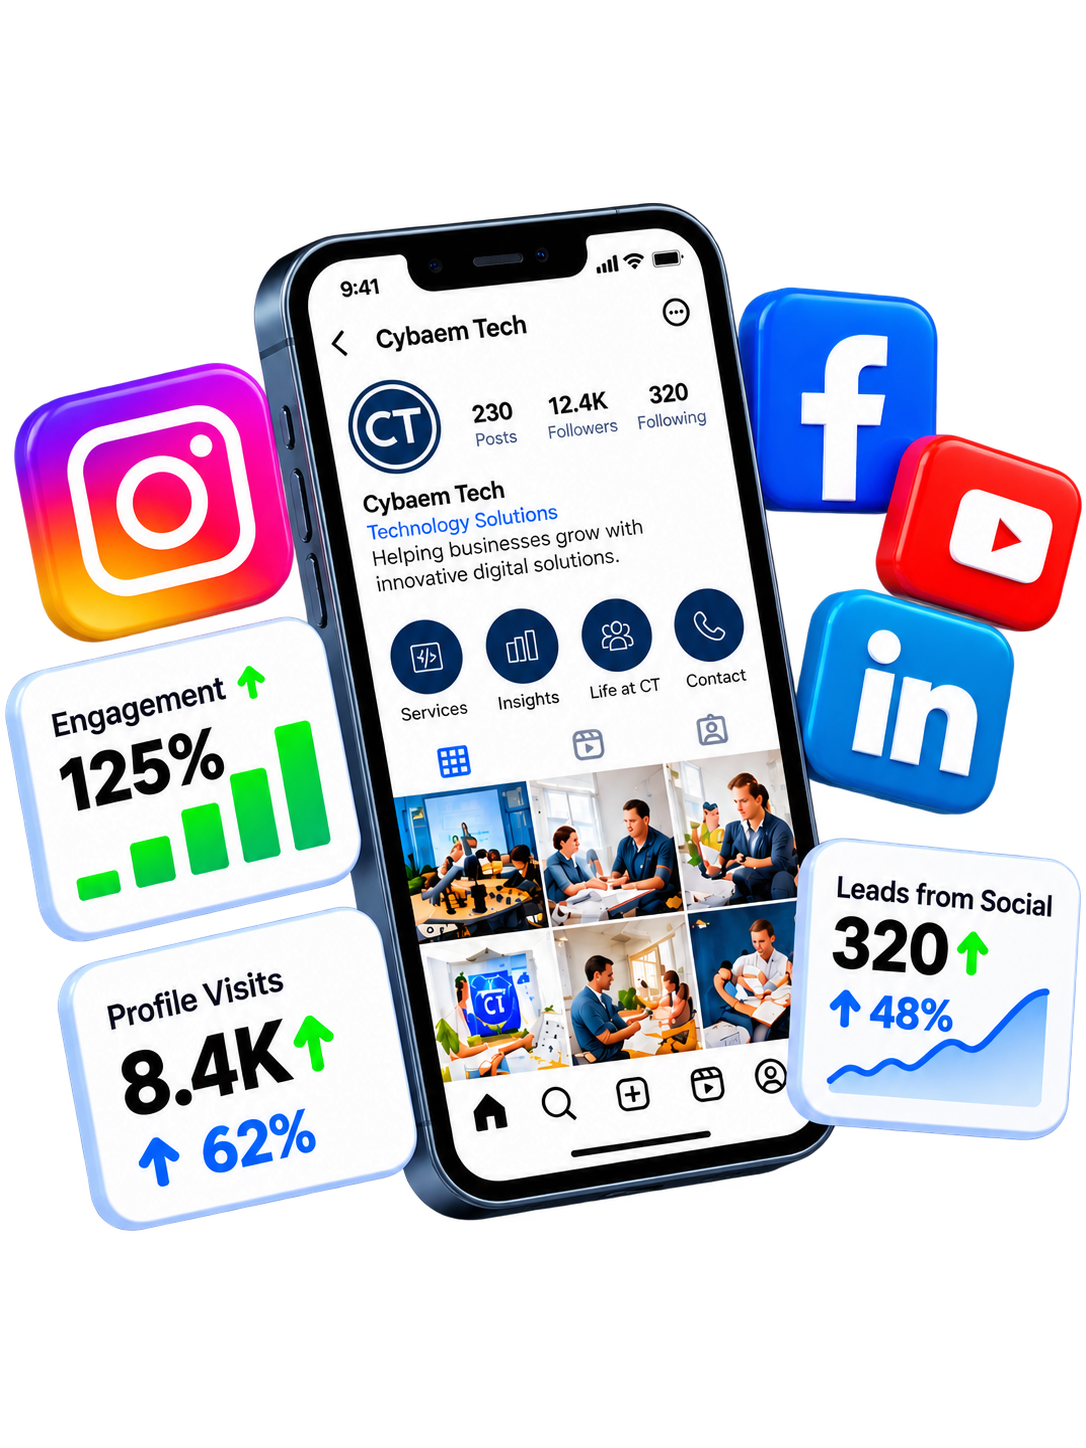 9:41
Cybaem Tech
CT
230
Posts
12.4K
Followers
320
Following
Cybaem Tech
Technology Solutions
Helping businesses grow with
innovative digital solutions.
Services
Insights
Life at CT
Contact
CT
f
in
Engagement
125%
Profile Visits
8.4K
62%
Leads from Social
320
48%